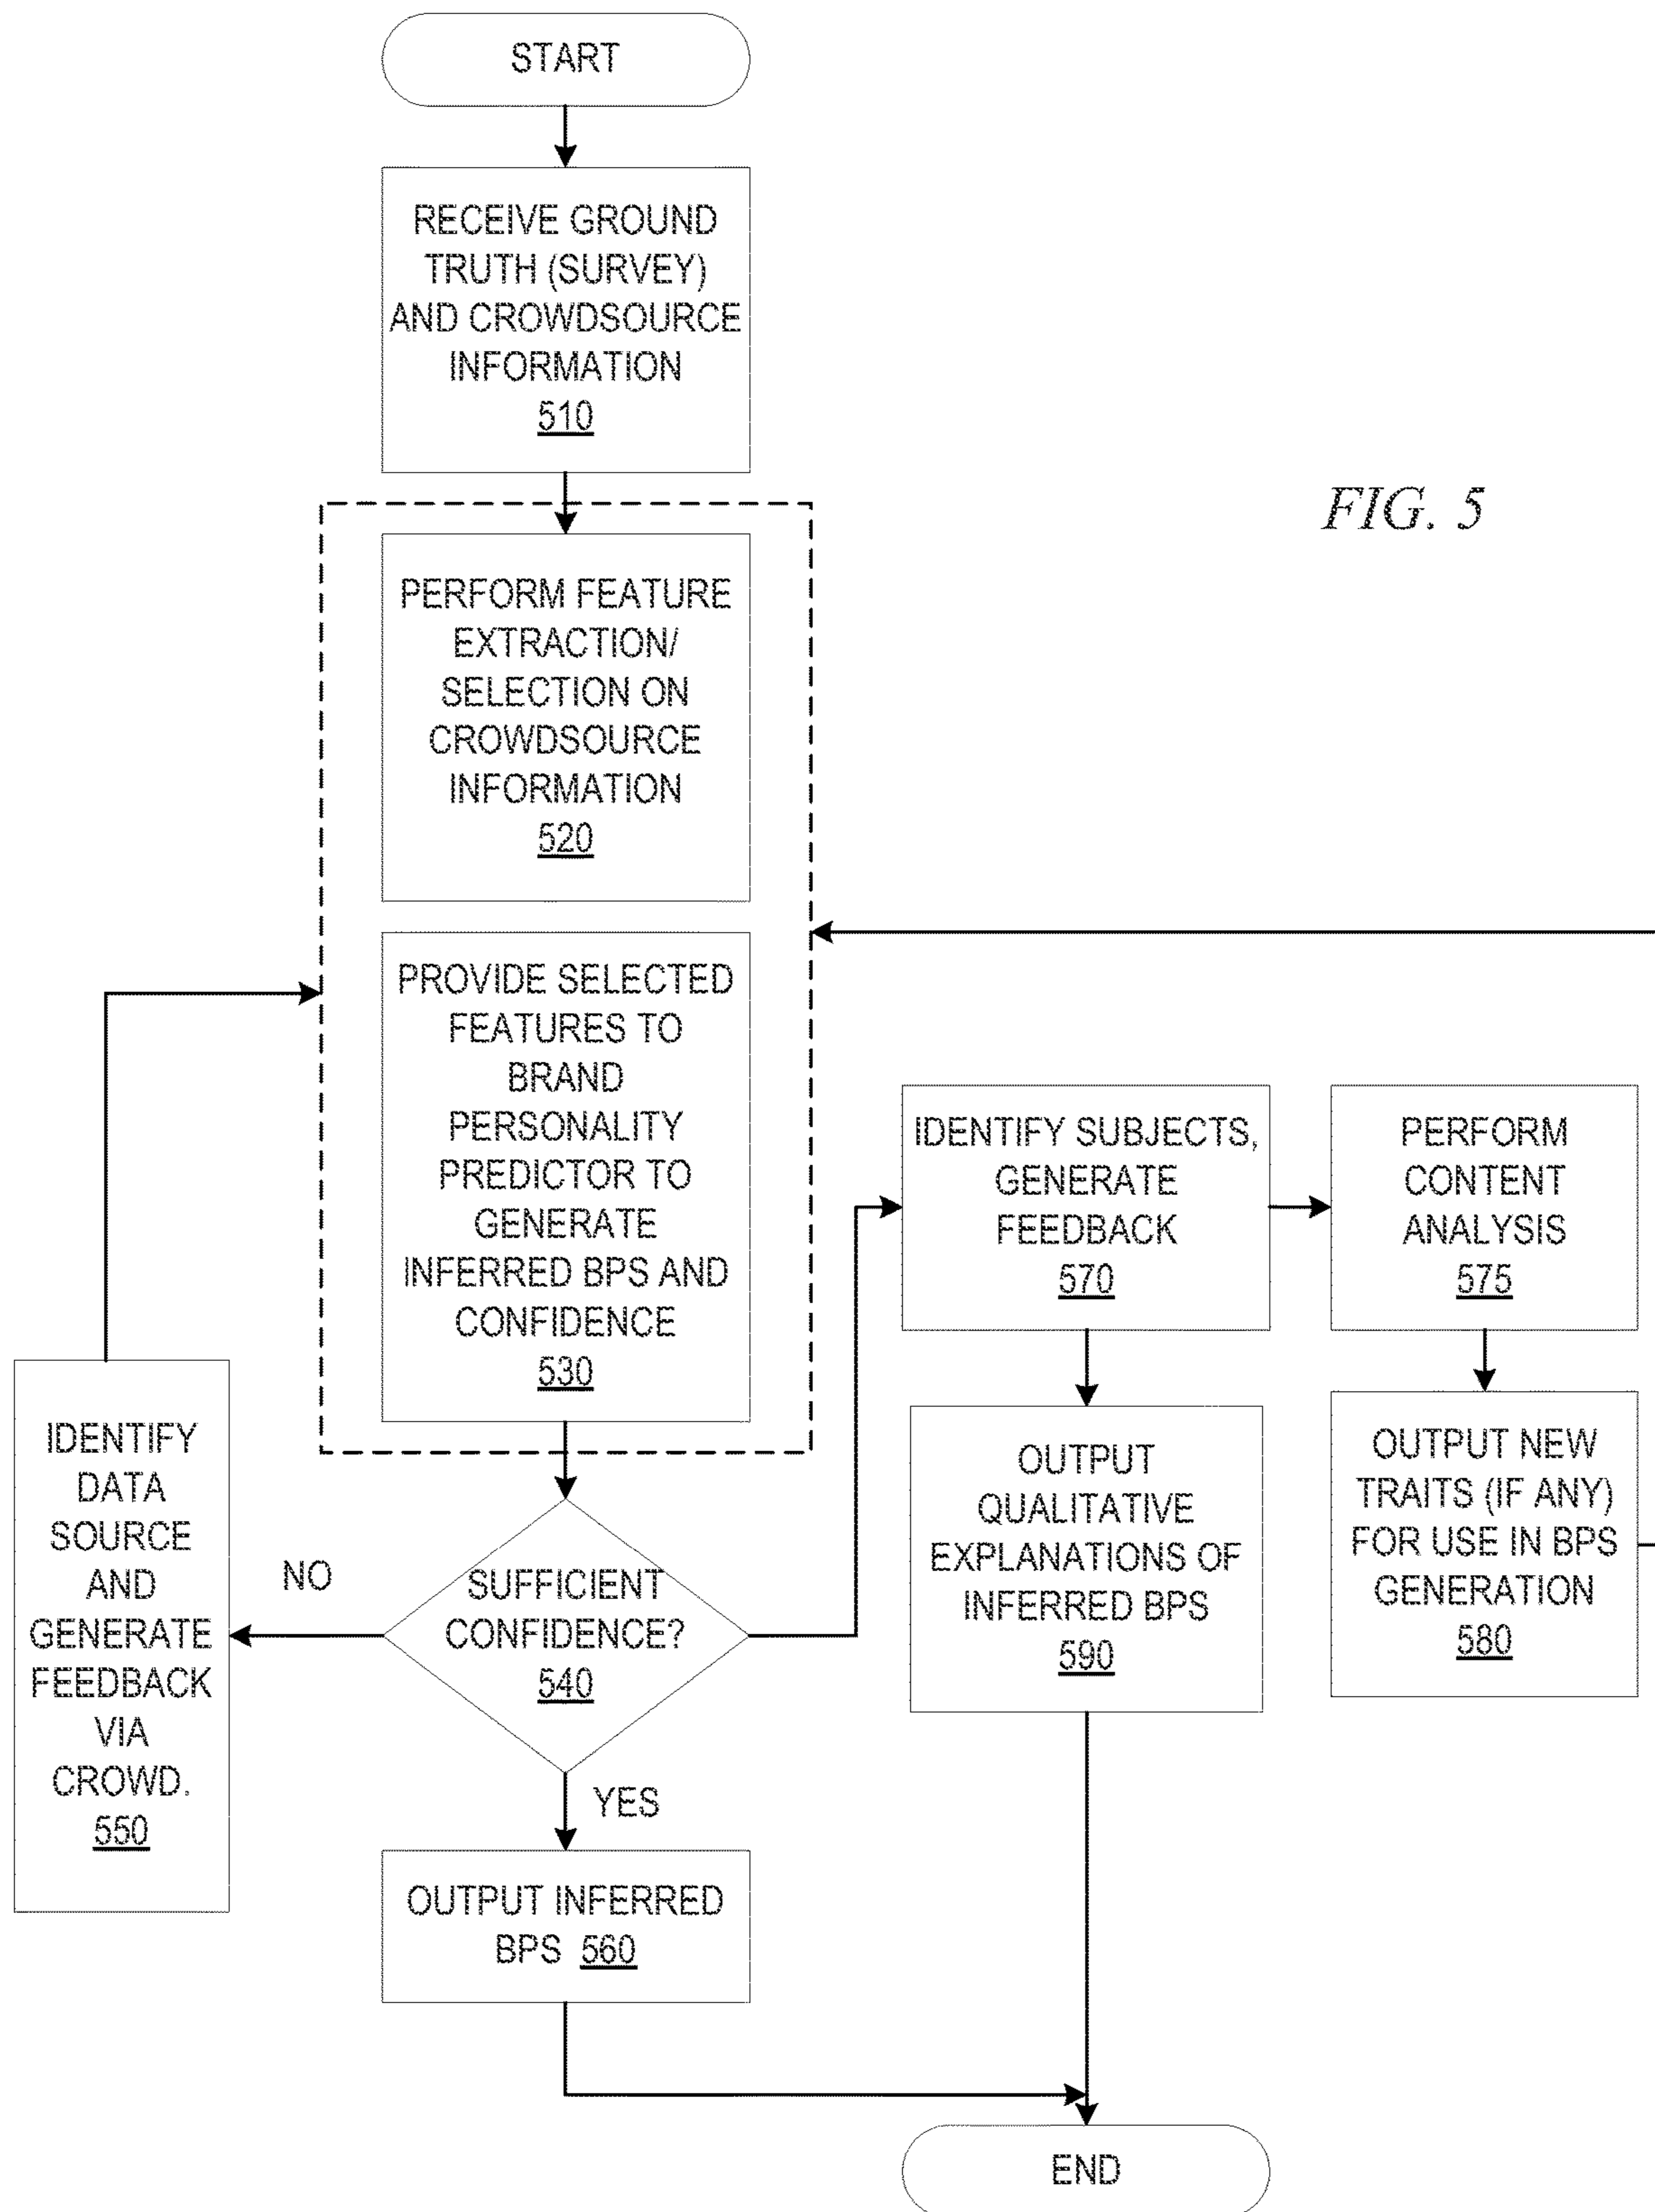 START
RECEIVE GROUND
TRUTH (SURVEY)
AND CROWDSOURCE
INFORMATION
510
FIG. 5
PERFORM FEATURE
EXTRACTION/
SELECTION ON
CROWDSOURCE
INFORMATION
520
PROVIDE SELECTED
FEATURES TO
BRAND
PERSONALITY
PREDICTOR TO
GENERATE
INFERRED BPS AND
CONFIDENCE
530
IDENTIFY SUBJECTS,
GENERATE
FEEDBACK
570
PERFORM
CONTENT
ANALYSIS
575
IDENTIFY
DATA
SOURCE
AND
GENERATE
FEEDBACK
VIA
CROWD.
550
NO
SUFFICIENT
CONFIDENCE?
540
OUTPUT
QUALITATIVE
EXPLANATIONS OF
INFERRED BPS
590
OUTPUT NEW
TRAITS (IF ANY)
FOR USE IN BPS
GENERATION
580
YES
OUTPUT INFERRED
BPS 560
END